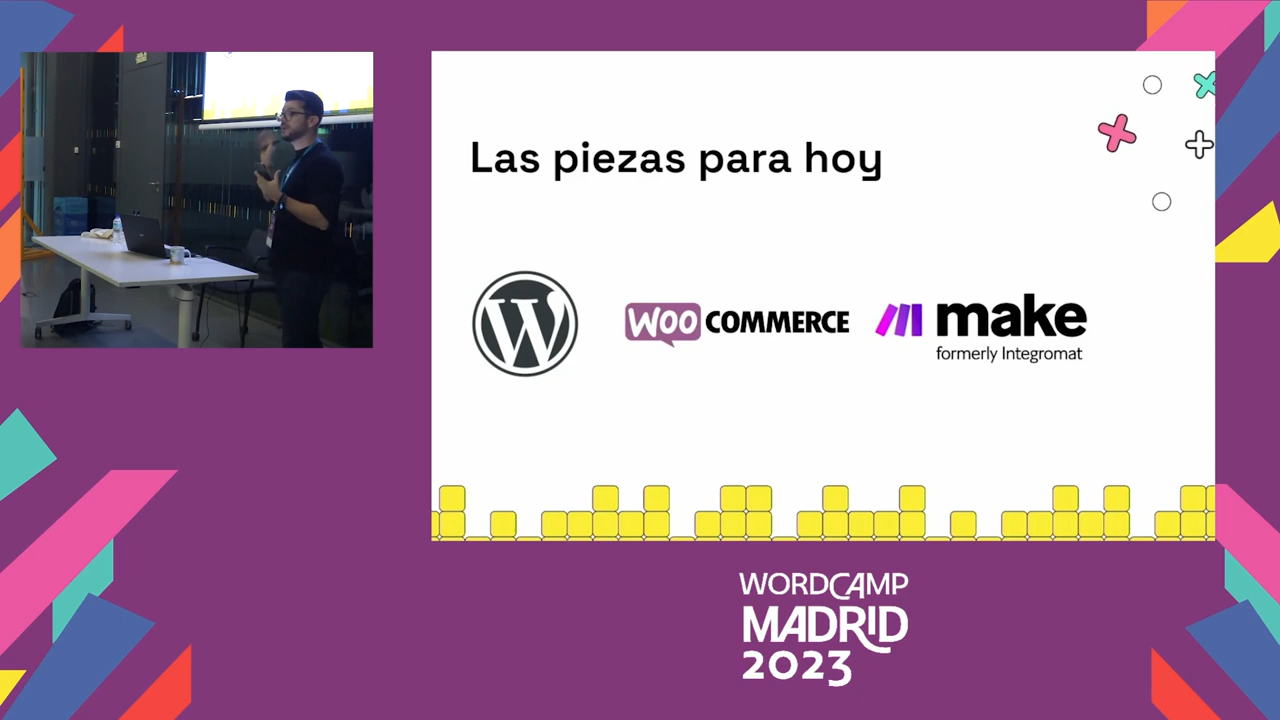 Las piezas para hoy
W
WOO COMMERCE
make
formerly Integromat
WORDCAMP
MADRID
2023